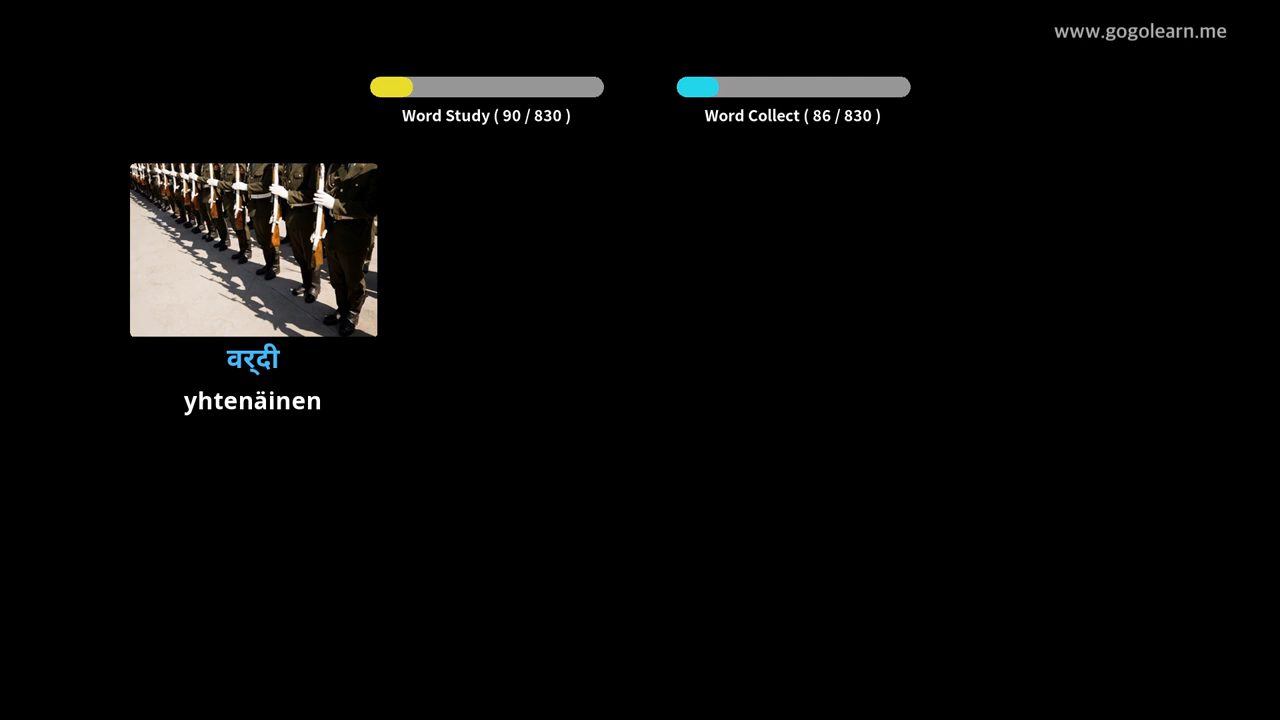 www.gogolearn.me
Word Study ( 90 / 830 )
Word Collect ( 86 / 830 )
वर्दी
yhtenäinen